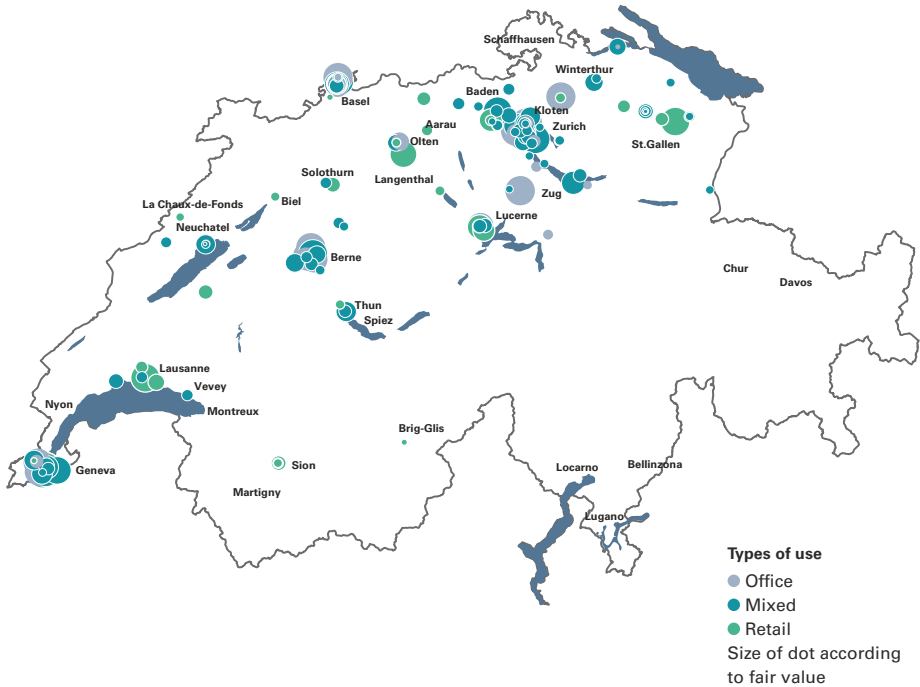 Schaffhausen
Winterthur
Baden
Basel
Kloten
Aarau
Zurich
Olten
St.Gallen
Solothurn
Langenthal
Zug
Biel
La Chaux-de-Fonds
Lucerne
Neuchatel
Berne
Chur
Davos
Thun
Spiez
Lausanne
Vevey
Nyon
Montreux
Brig-Glis
Geneva
Sion
Locarno
Bellinzona
Martigny
Lugano
Types of use
Office
Mixed
Retail
Size of dot according
to fair value